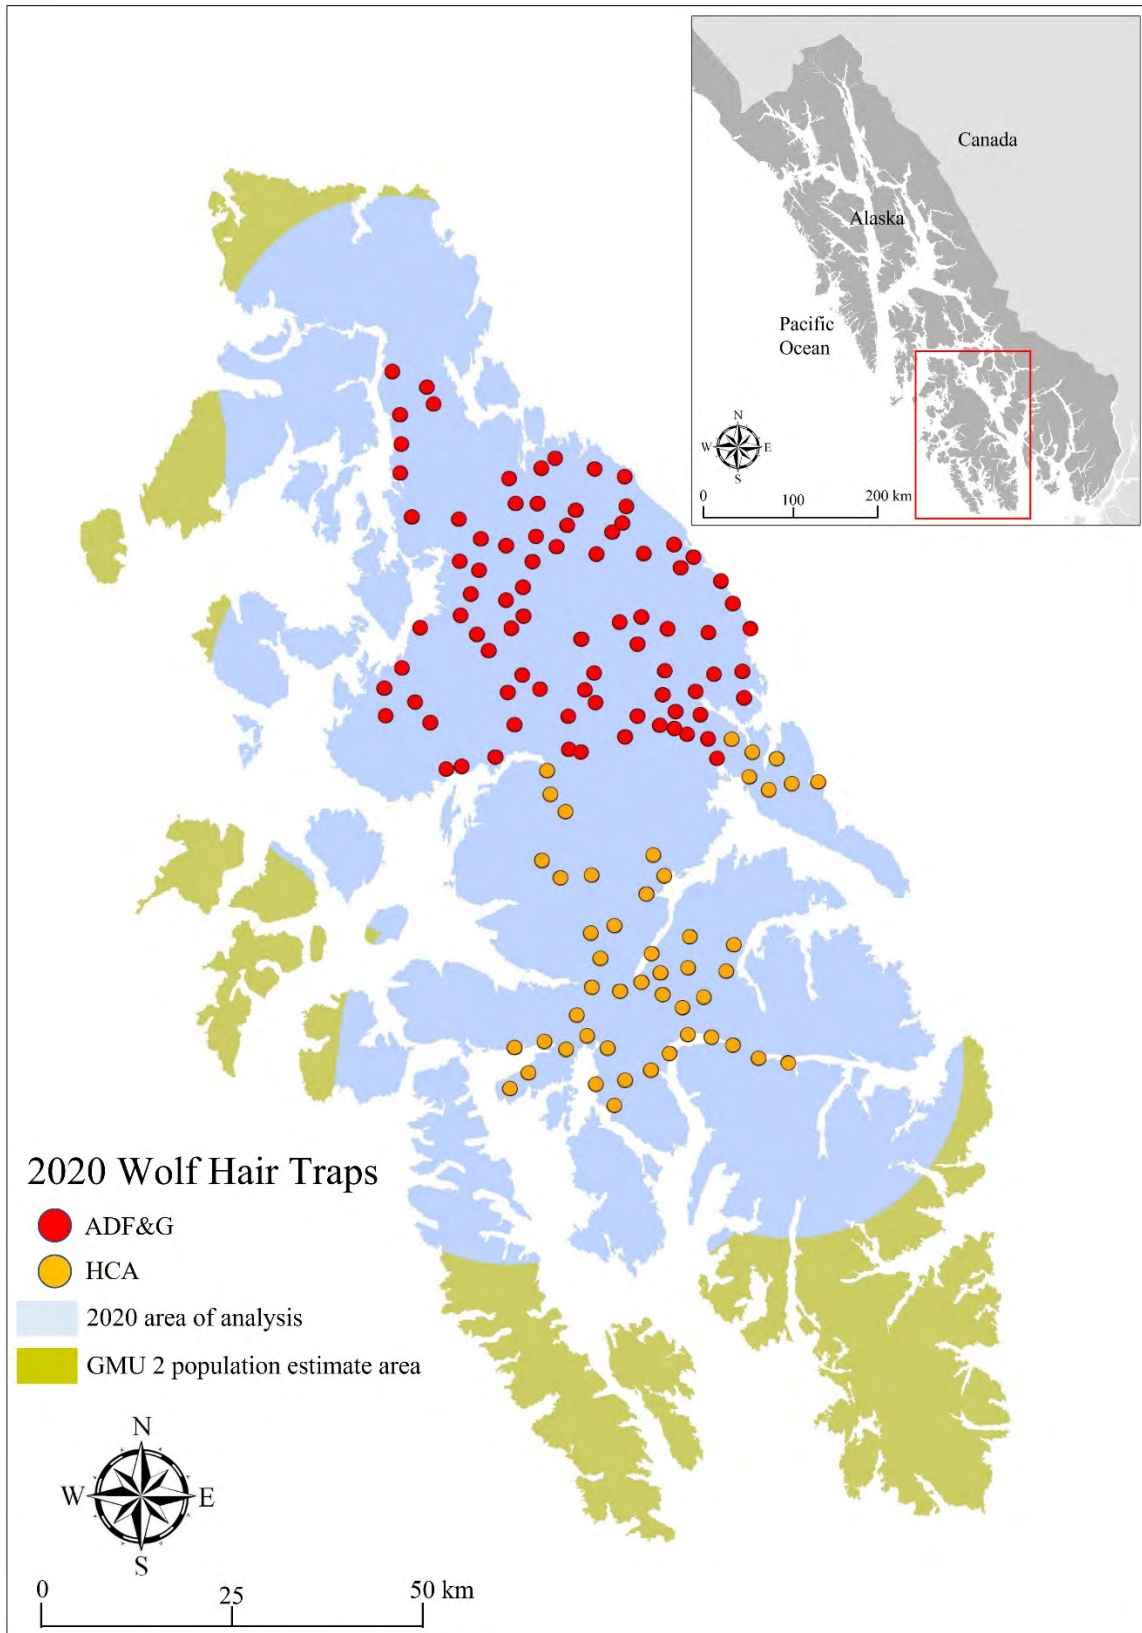 Canada
Alaska
Pacific
Ocean
N
W E
S
0 100 200 km
2020 Wolf Hair Traps
ADF&G
HCA
2020 area of analysis
GMU 2 population estimate area
N
W E
S
0 25 50 km